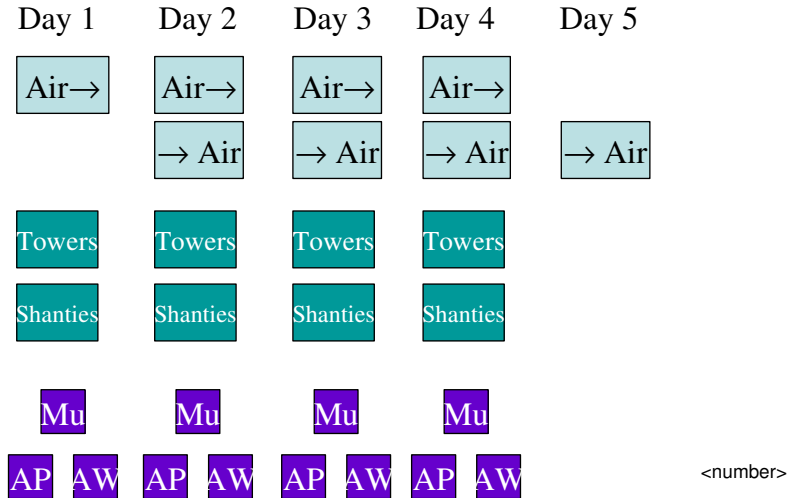 Day 1 Day 2 Day 3 Day 4 Day 5
Air→ Air→ Air→ Air→
→ Air → Air → Air → Air
Towers Towers Towers Towers
Shanties Shanties Shanties Shanties
Mu Mu Mu Mu
AP AW AP AW AP AW AP AW
<number>